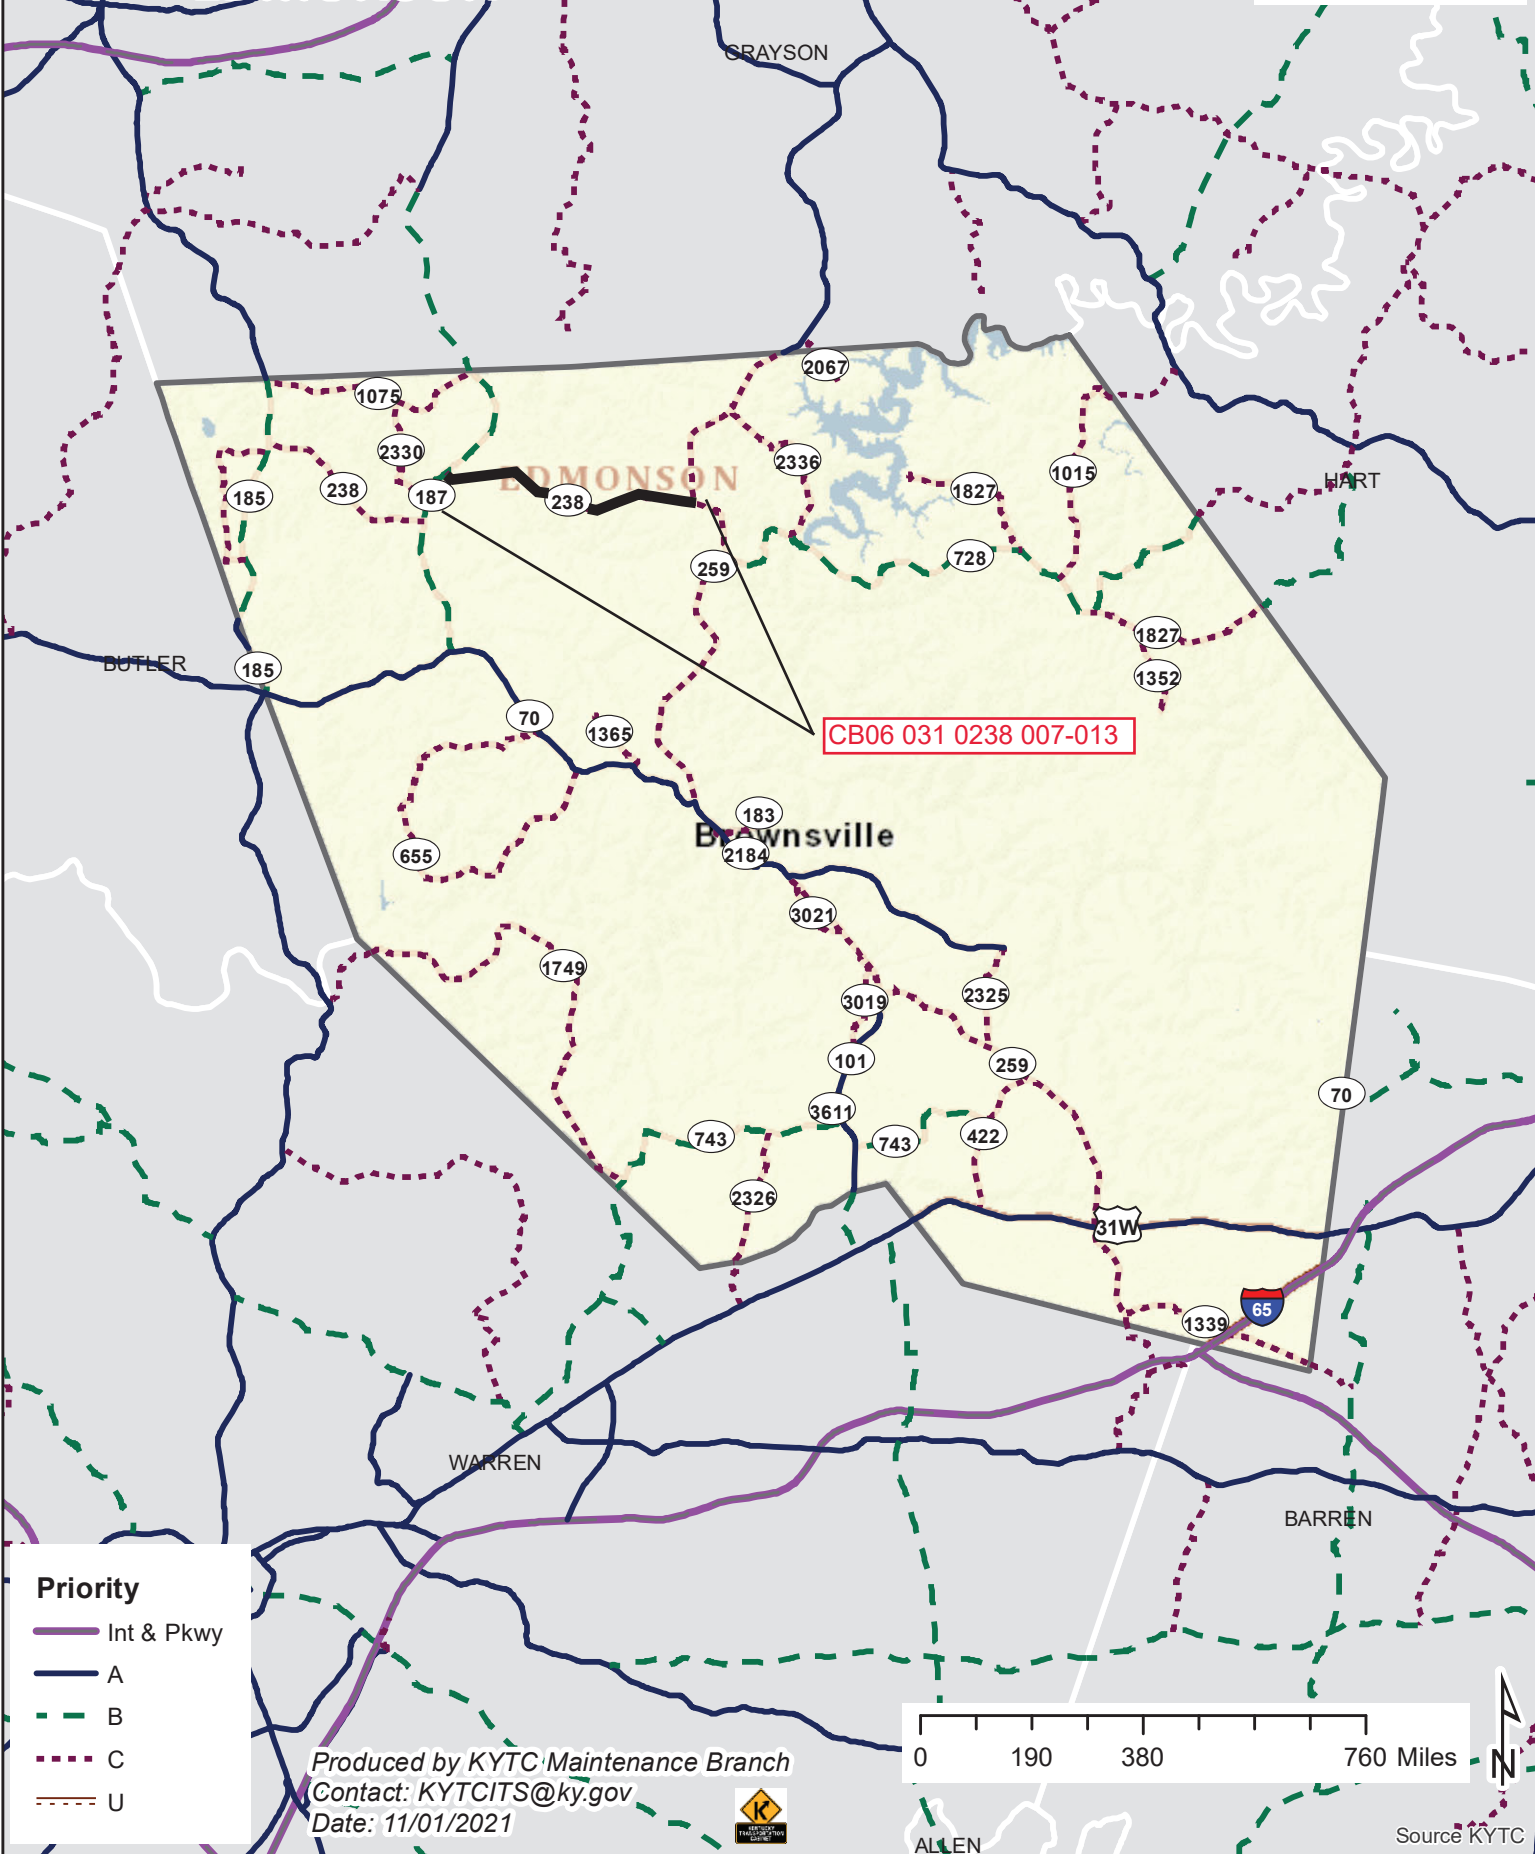 GRAYSON
2067
1075
2330
EDMONSON
2336
238
185
187
238
1827
1015
HART
728
259
1827
BUTLER
185
1352
70
1365
CB06 031 0238 007-013
183
Brownsville
2184
655
3021
1749
3019
2325
101
259
70
3611
743
743
422
2326
31W
65
1339
WARREN
BARREN
Priority
Int & Pkwy
A
B
C
U
Produced by KYTC Maintenance Branch
Contact: KYTCITS@ky.gov
Date: 11/01/2021
KENTUCKY
TRANSPORTATION
CABINET
0 190 380 760 Miles
N
ALLEN
Source KYTC